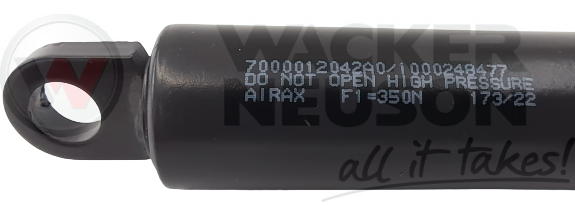 7000012042A0/1000248477
DO NOT OPEN HIGH PRESSURE
AIRAX F1=350N 173/22
WACKER
NEUSON
all it takes!